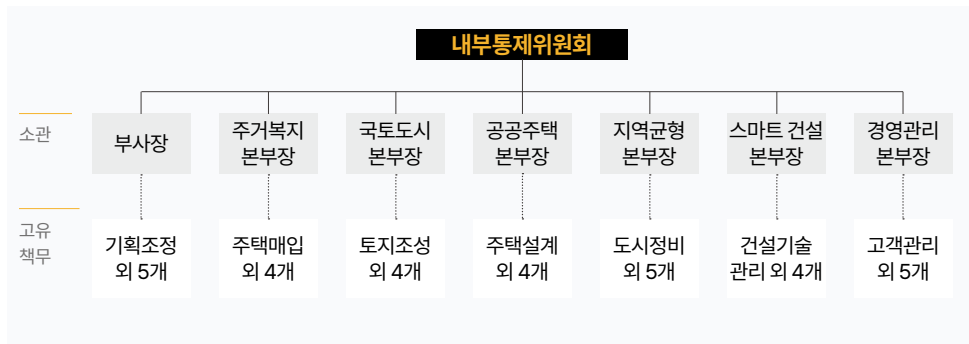 내부통제위원회
소관
부사장
주거복지
본부장
국토도시
본부장
공공주택
본부장
지역균형
본부장
스마트 건설
본부장
경영관리
본부장
고유
책무
기획조정
외 5개
주택매입
외 4개
토지조성
외 4개
주택설계
외 4개
도시정비
외 5개
건설기술
관리 외 4개
고객관리
외 5개